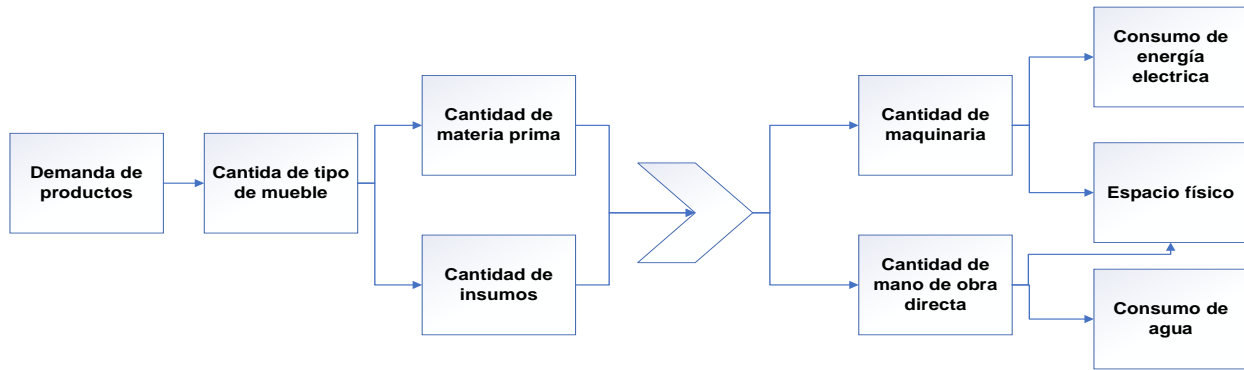 Demanda de
productos
Cantida de tipo
de mueble
Cantidad de
materia prima
Cantidad de
insumos
Cantidad de
maquinaria
Cantidad de
mano de obra
directa
Consumo de
energía
electrica
Espacio físico
Consumo de
agua